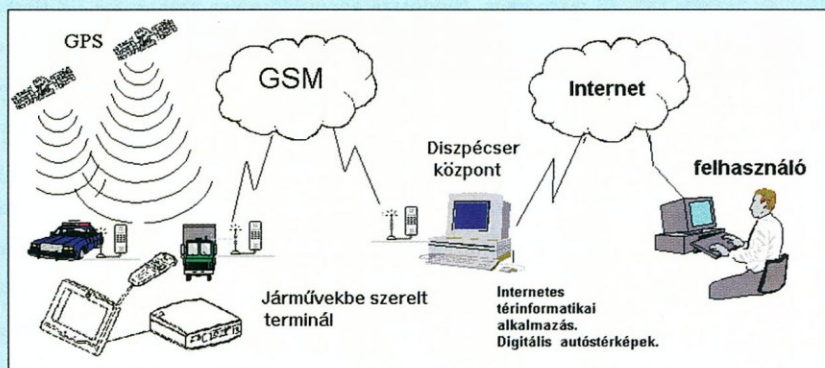 GPS
GSM
Internet
Diszpécser
központ
felhasználó
Járművekbe szerelt
terminál
Internetes
térinformatikai
alkalmazás.
Digitális autóstérképek.